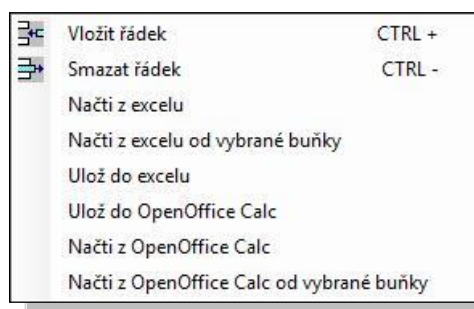 Vložit řádek CTRL +
Smazat řádek CTRL -
Načti z excelu
Načti z excelu od vybrané buňky
Ulož do excelu
Ulož do OpenOffice Calc
Načti z OpenOffice Calc
Načti z OpenOffice Calc od vybrané buňky